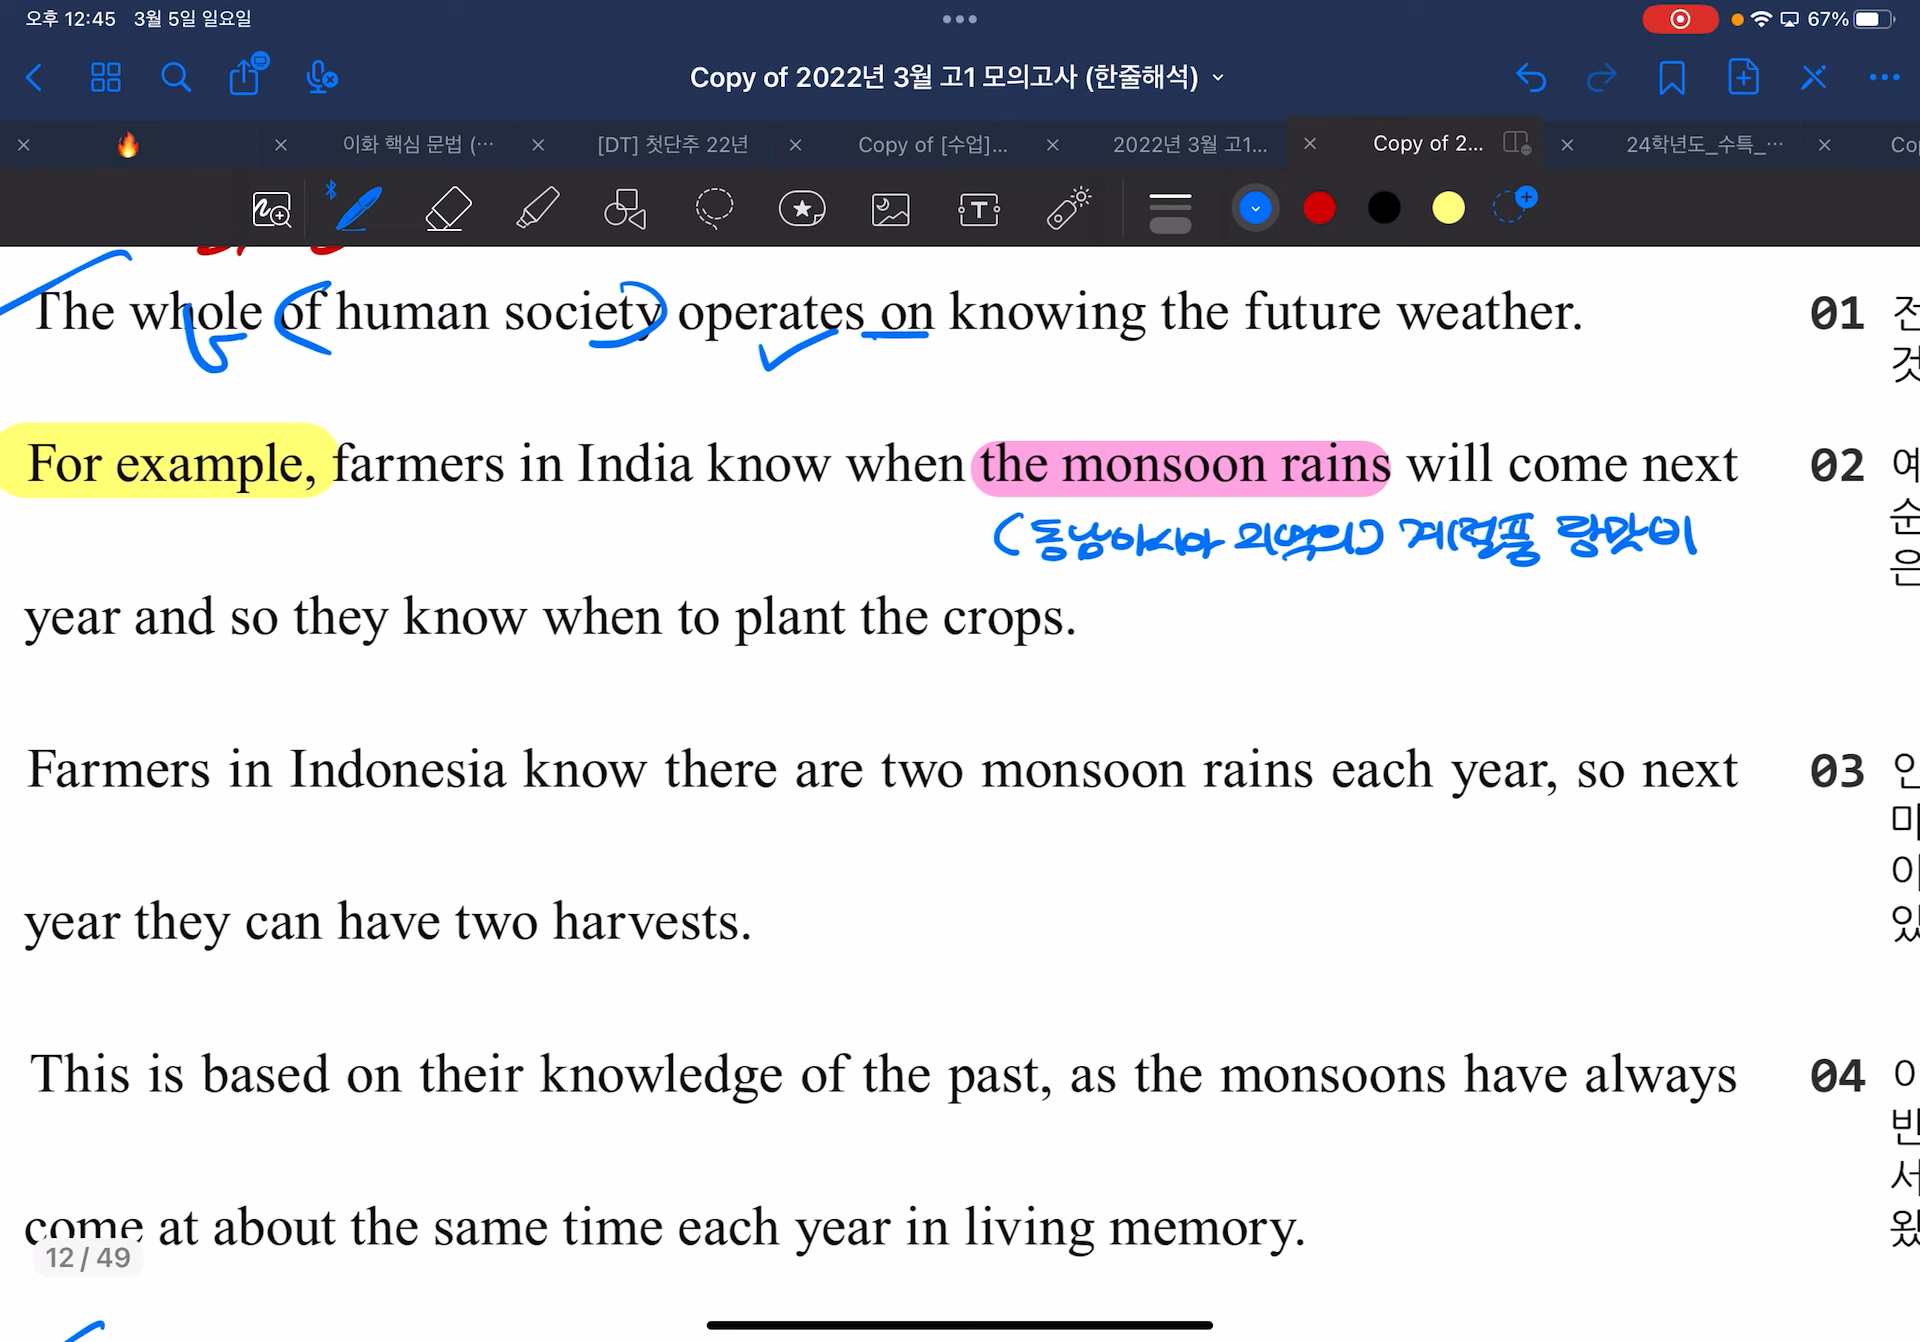 오후 12:45 3월 5일 일요일
67%
Copy of 2022년 3월 고1 모의고사 (한줄해석)
이화 핵심 문법 (···
[DT] 첫단추 22년
Copy of [수업]...
2022년 3월 고1...
Copy of 2...
24학년도_수특_···
The whole of human society operates on knowing the future weather.
01
For example, farmers in India know when the monsoon rains will come next
02
(동남아시아 지역의) 계절풍
year and so they know when to plant the crops.
Farmers in Indonesia know there are two monsoon rains each year, so next
03
year they can have two harvests.
This is based on their knowledge of the past, as the monsoons have always
04
come at about the same time each year in living memory.
12 / 49